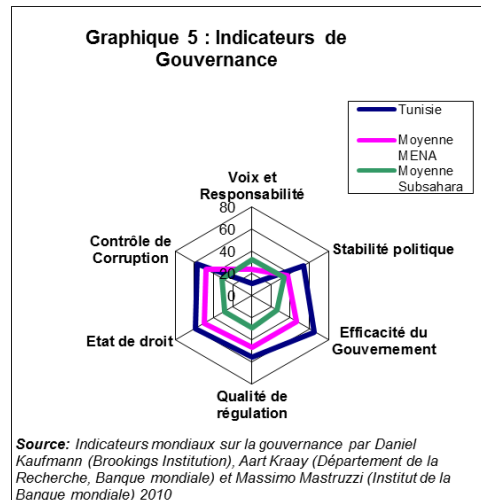 Graphique 5 : Indicateurs de
Gouvernance
Tunisie
Moyenne
MENA
Moyenne
Subsahara
Voix et
Responsabilité
80
60
40
20
0
Stabilité politique
Efficacité du
Gouvernement
Qualité de
régulation
Etat de droit
Contrôle de
Corruption
Source: Indicateurs mondiaux sur la gouvernance par Daniel
Kaufmann (Brookings Institution), Aart Kraay (Département de la
Recherche, Banque mondiale) et Massimo Mastruzzi (Institut de la
Banque mondiale) 2010